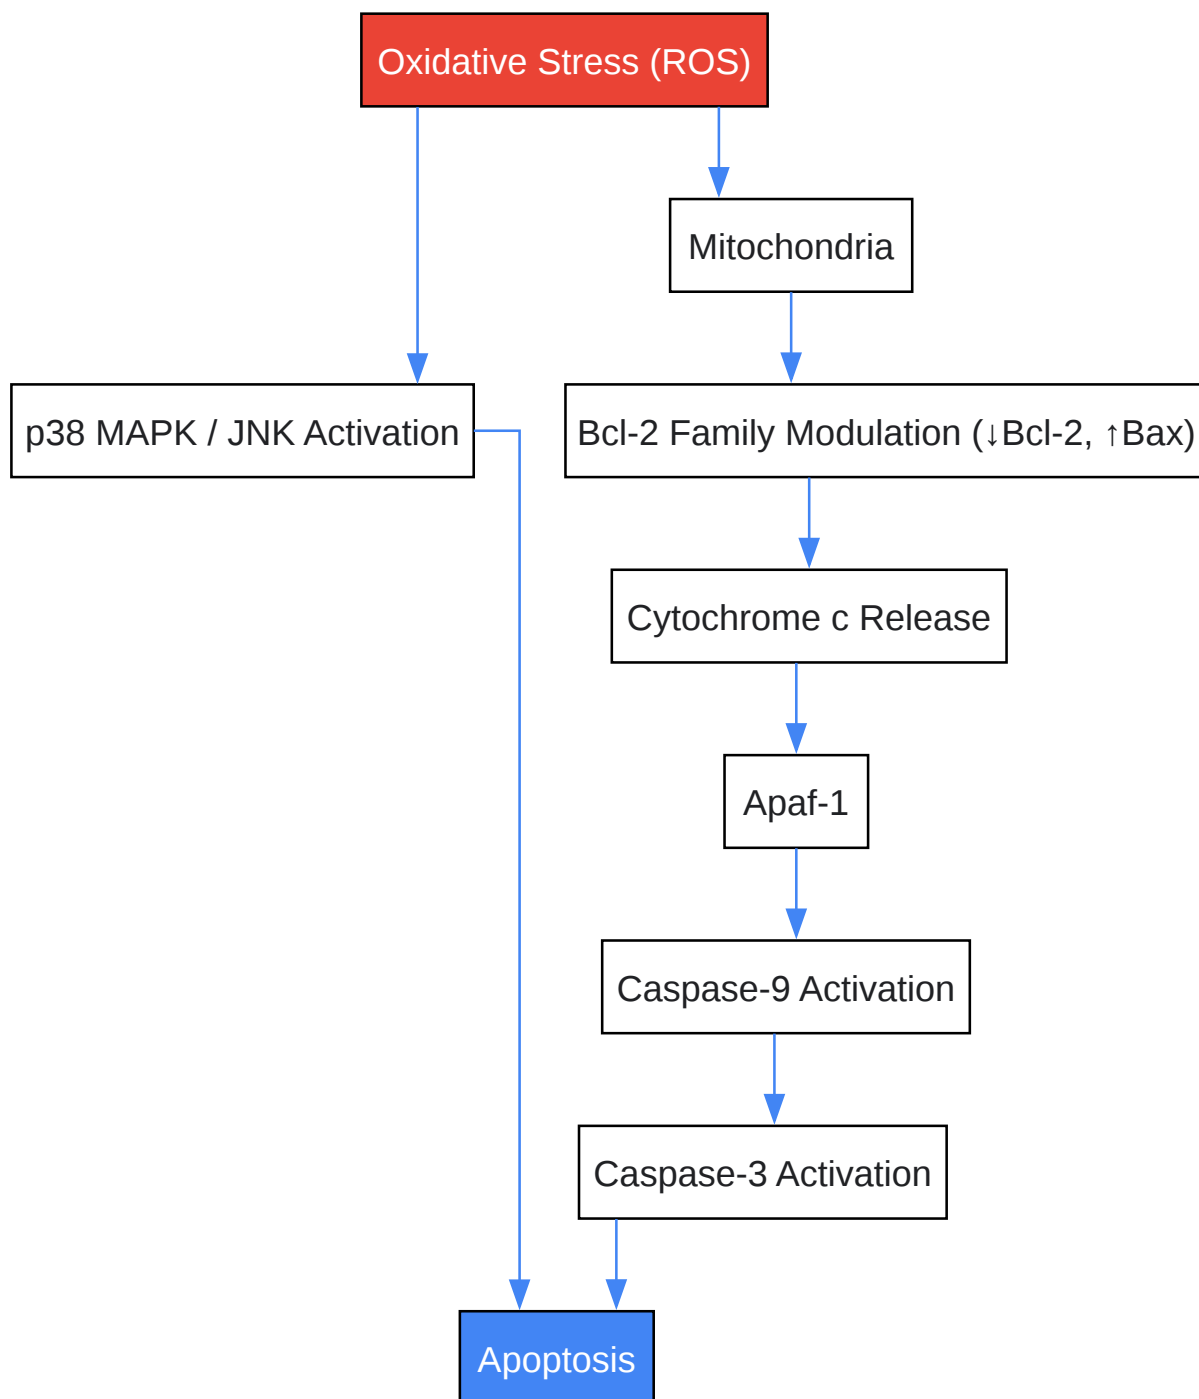 Oxidative Stress (ROS)
Mitochondria
p38 MAPK / JNK Activation
Bcl-2 Family Modulation (↓Bcl-2, ↑Bax)
Cytochrome c Release
Apaf-1
Caspase-9 Activation
Caspase-3 Activation
Apoptosis